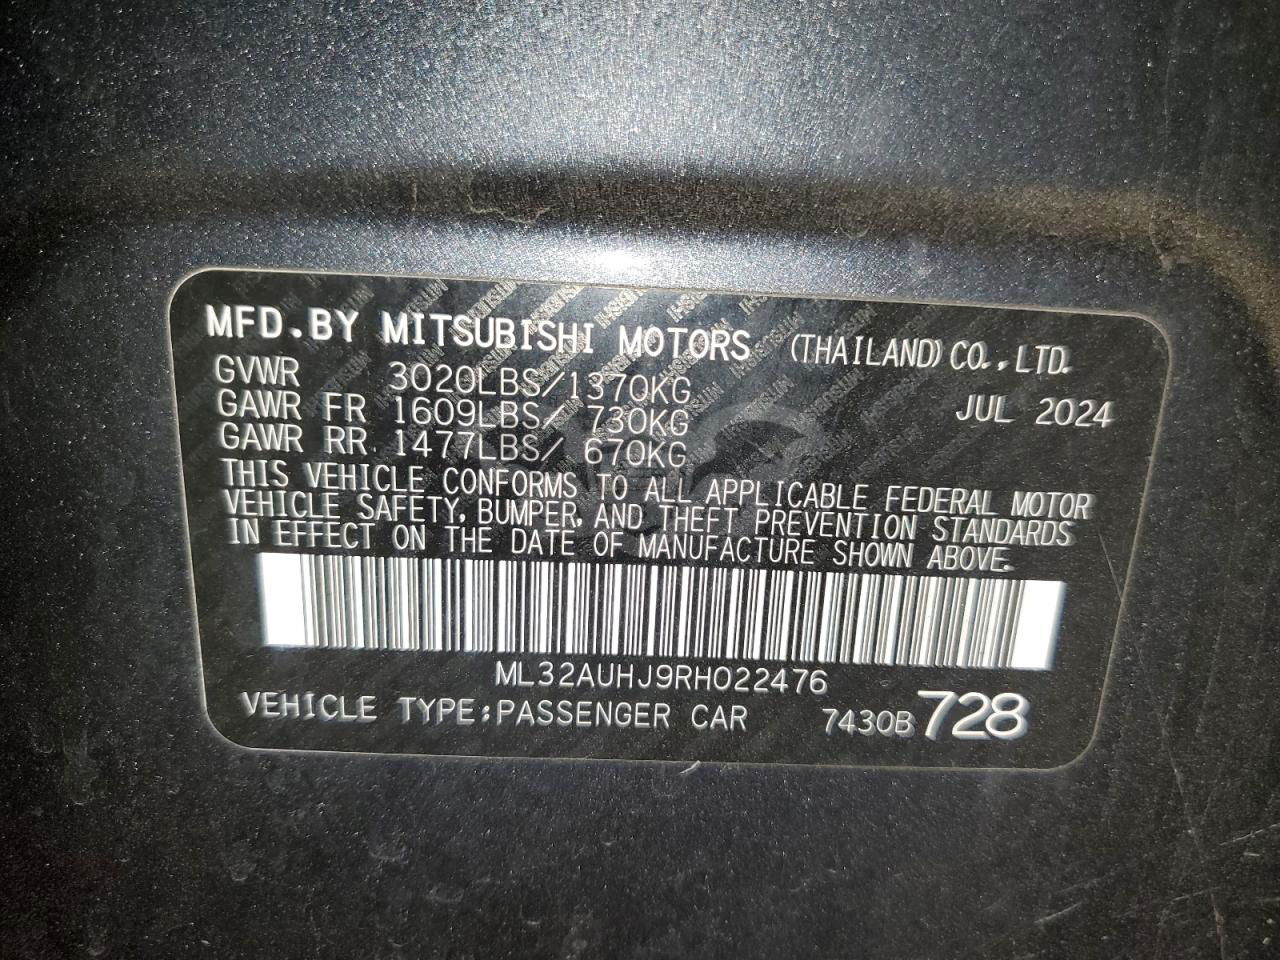 MFD.BY MITSUBISHI MOTORS (THAILAND) CO.,LTD.
GVWR 3020LBS/1370KG
JUL 2024
GAWR FR 1609LBS/ 730KG
GAWR RR 1477LBS/ 670KG
THIS VEHICLE CONFORMS TO ALL APPLICABLE FEDERAL MOTOR
VEHICLE SAFETY, BUMPER, AND THEFT PREVENTION STANDARDS
IN EFFECT ON THE DATE OF MANUFACTURE SHOWN ABOVE.
ML32AUHJ9RH022476
VEHICLE TYPE:PASSENGER CAR 7430B 728